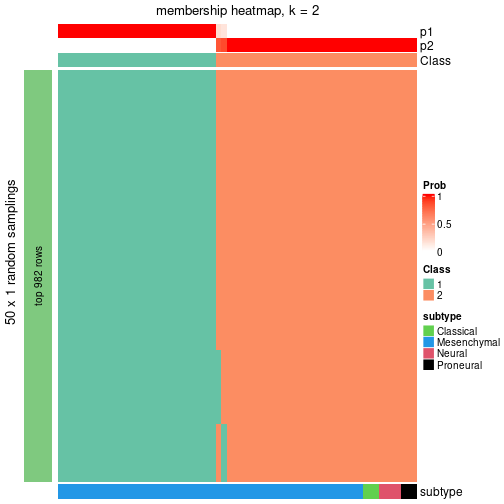 membership heatmap, k = 2
p1
p2
Class
50 x 1 random samplings
top 982 rows
Prob
1
0.5
0
Class
1
2
subtype
Classical
Mesenchymal
Neural
Proneural
subtype